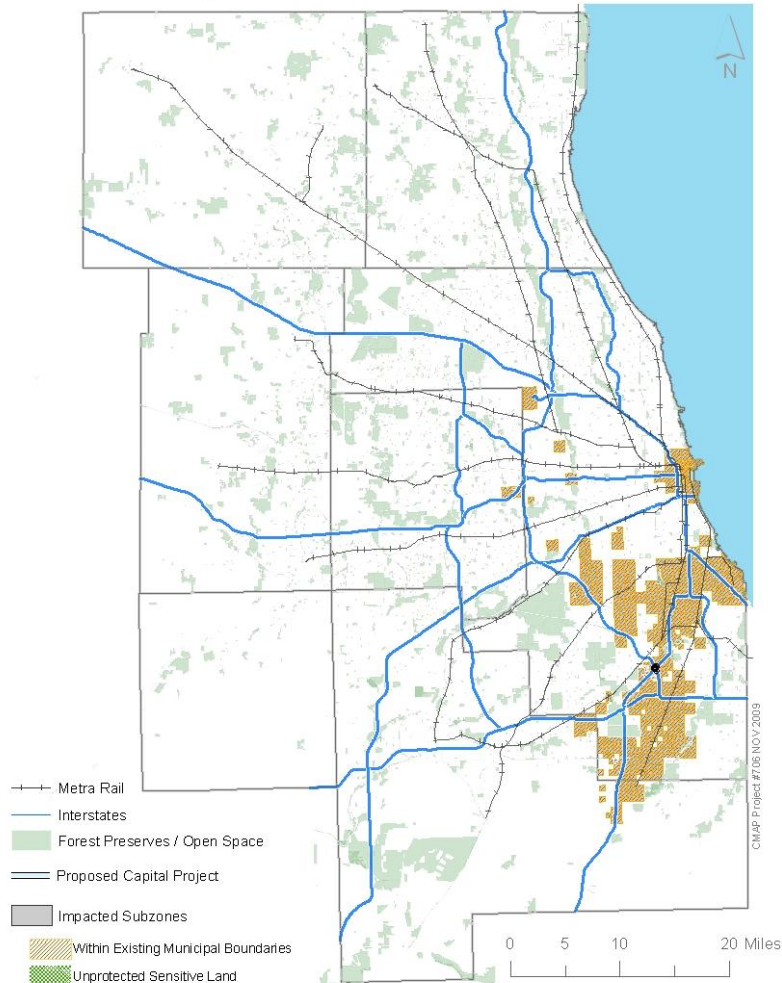 N
CMAP Project #706 NOV 2009
Metra Rail
Interstates
Forest Preserves / Open Space
Proposed Capital Project
Impacted Subzones
Within Existing Municipal Boundaries
Unprotected Sensitive Land
0 5 10 20 Miles